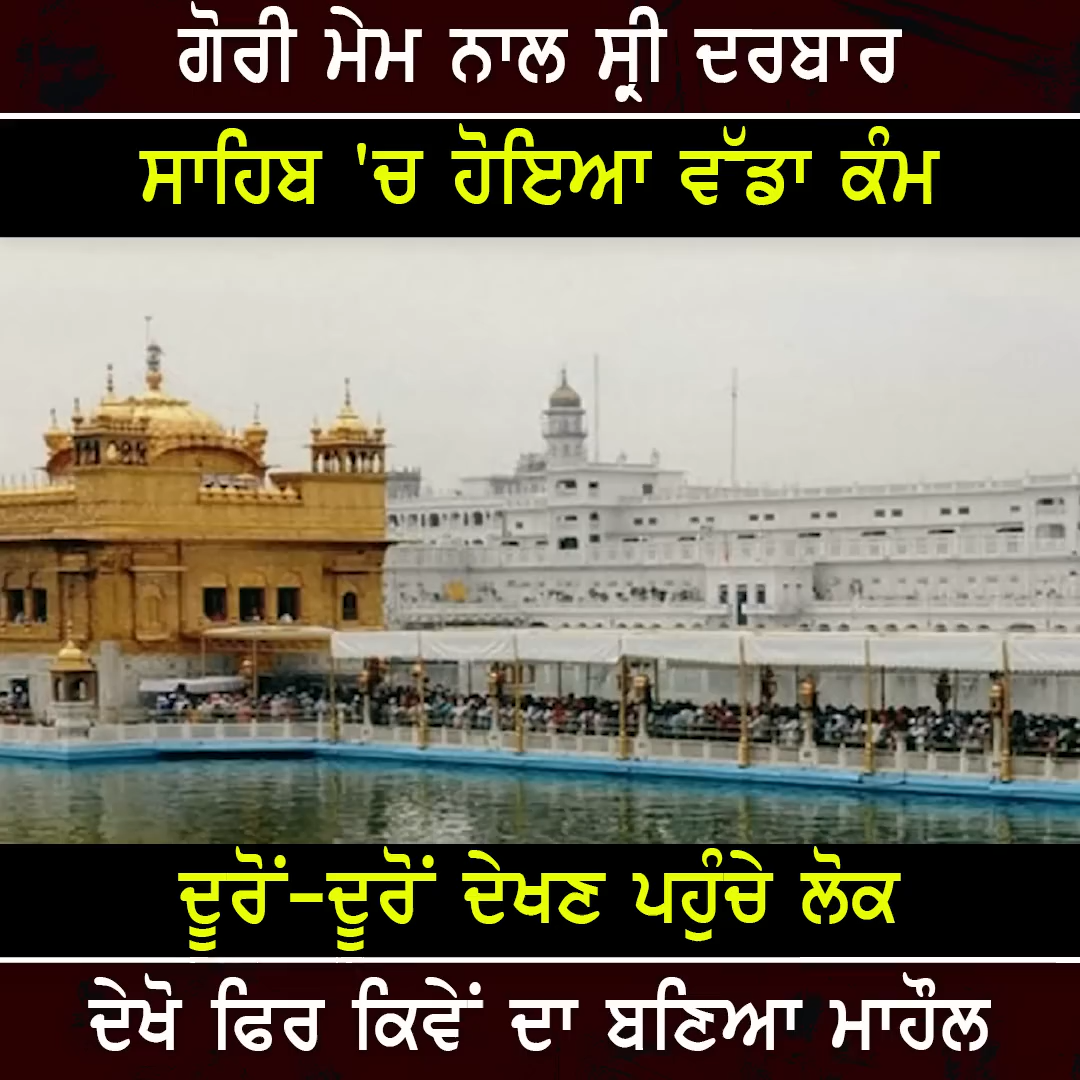 ਗੋਰੀ ਮੇਮ ਨਾਲ ਸ੍ਰੀ ਦਰਬਾਰ
ਸਾਹਿਬ 'ਚ ਹੋਇਆ ਵੱਡਾ ਕੰਮ
ਦੂਰੋਂ-ਦੂਰੋਂ ਦੇਖਣ ਪਹੁੰਚੇ ਲੋਕ
ਦੇਖੋ ਫਿਰ ਕਿਵੇਂ ਦਾ ਬਣਿਆ ਮਾਹੌਲ